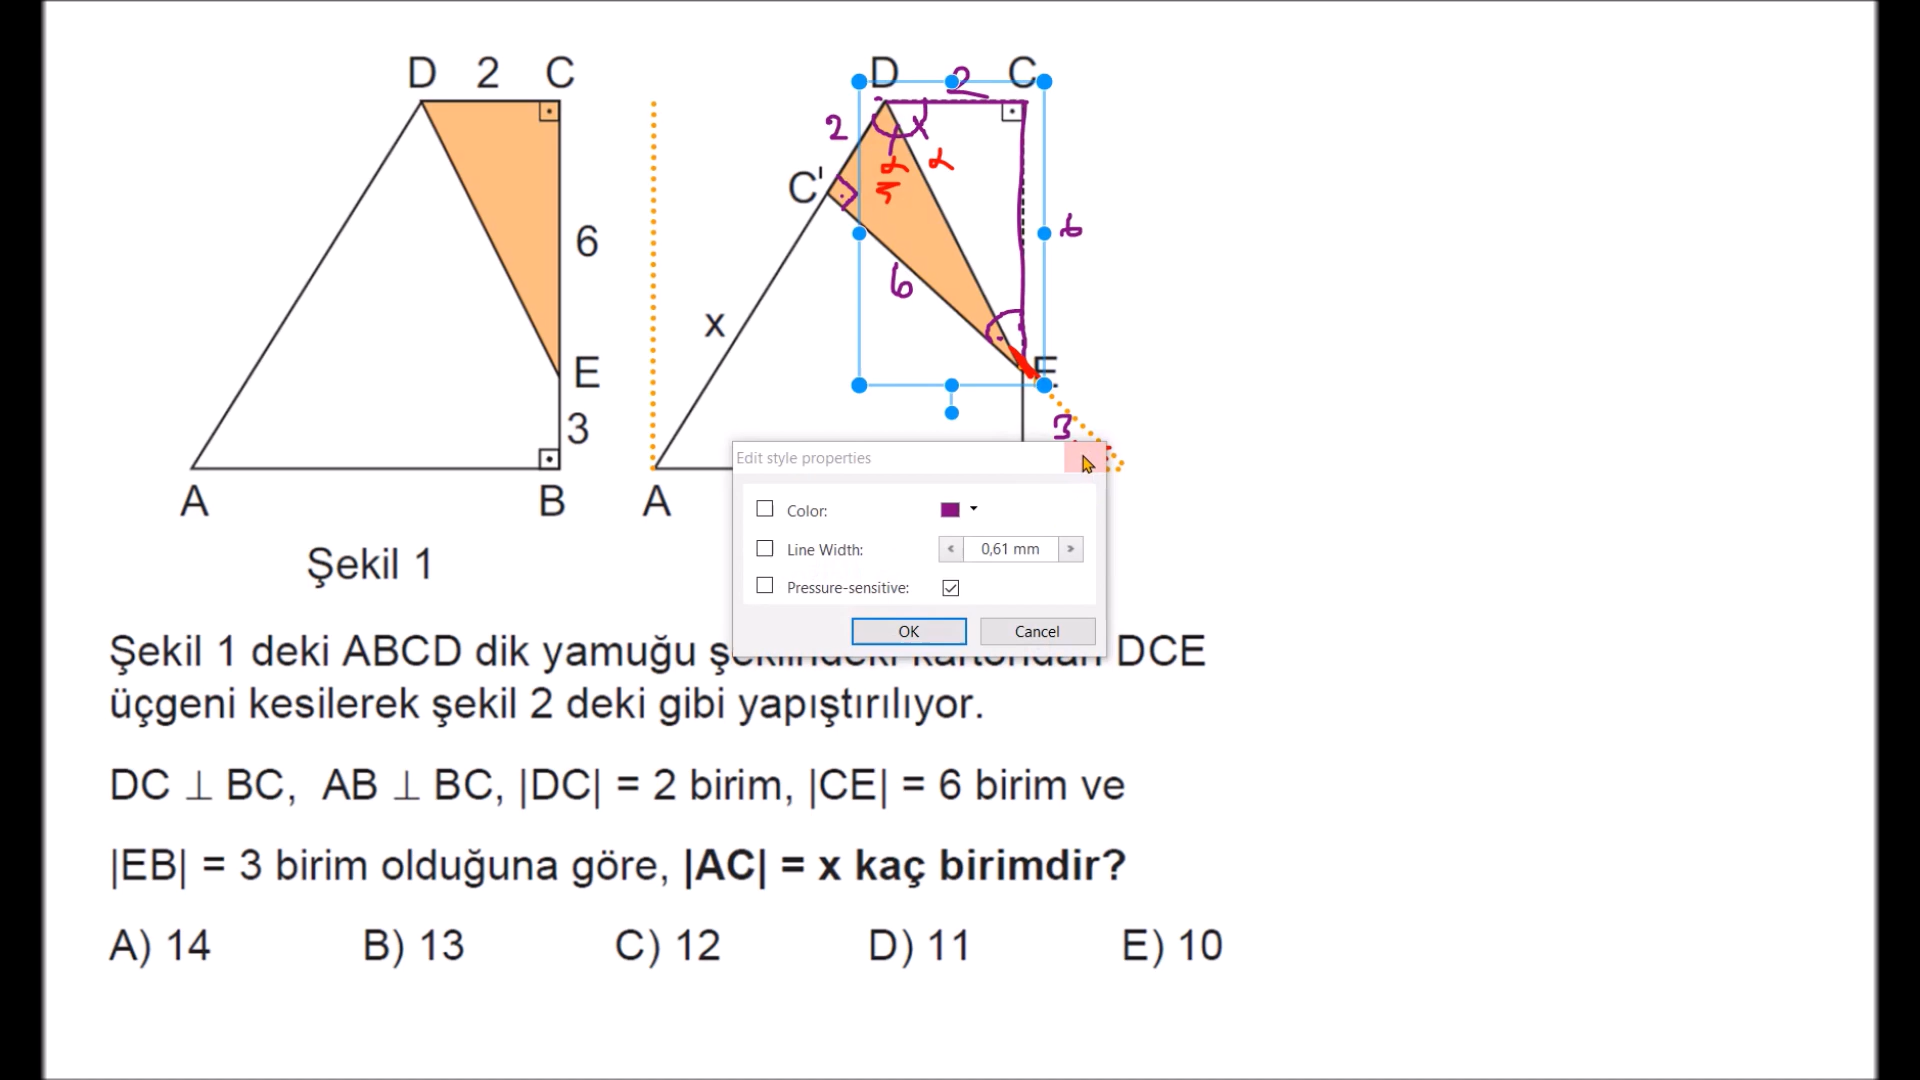 D 2 C
6
E
3
A B
Şekil 1
D 2 C
2
α α
C'
6
6
x
E
3
A
Edit style properties
Color:
Line Width: < 0,61 mm >
Pressure-sensitive:
OK Cancel
Şekil 1 deki ABCD dik yamuğu şeklindeki kartondan DCE
üçgeni kesilerek şekil 2 deki gibi yapıştırılıyor.
DC ⊥ BC, AB ⊥ BC, |DC| = 2 birim, |CE| = 6 birim ve
|EB| = 3 birim olduğuna göre, |AC| = x kaç birimdir?
A) 14 B) 13 C) 12 D) 11 E) 10